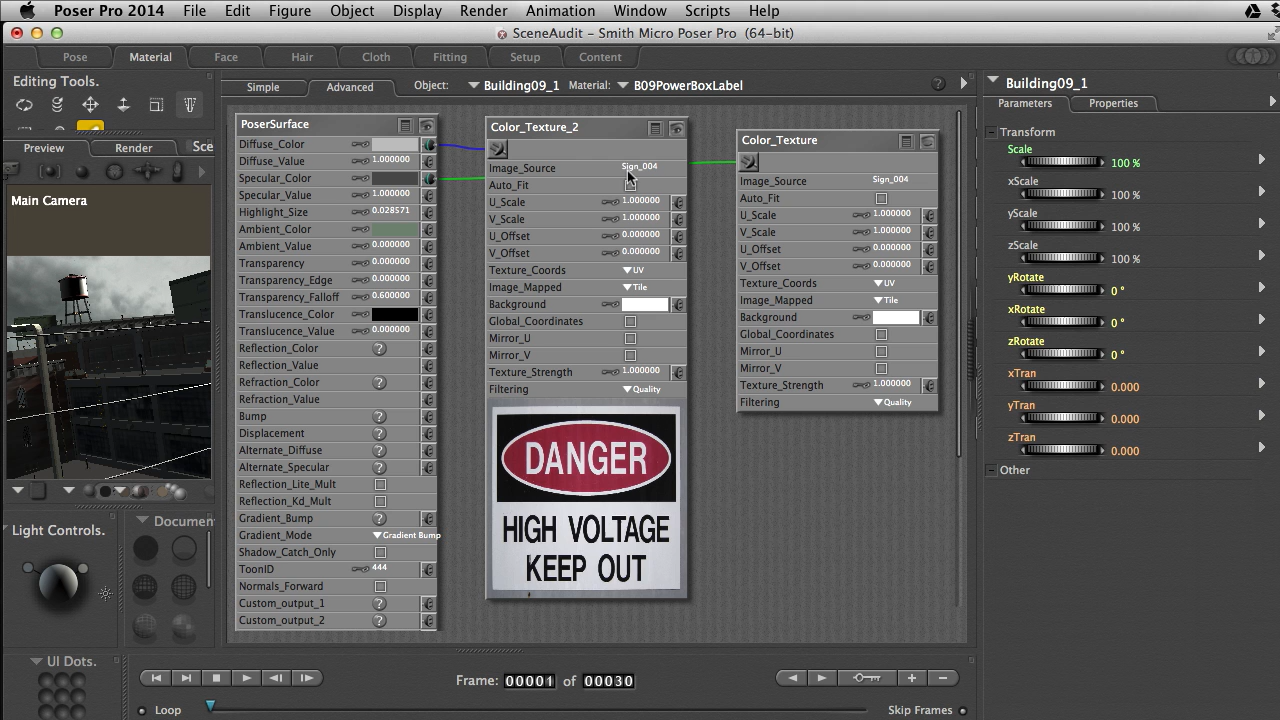 Poser Pro 2014 File Edit Figure Object Display Render Animation Window Scripts Help
SceneAudit - Smith Micro Poser Pro (64-bit)
Pose Material Face Hair Cloth Fitting Setup Content
Editing Tools.
Preview Render Sce
Main Camera
Light Controls.
Documen
UI Dots.
Simple Advanced Object: Building09_1 Material: B09PowerBoxLabel
PoserSurface
Diffuse_Color
Diffuse_Value 1.000000
Specular_Color
Specular_Value 1.000000
Highlight_Size 0.028571
Ambient_Color
Ambient_Value 0.000000
Transparency 0.000000
Transparency_Edge 0.000000
Transparency_Falloff 0.600000
Translucence_Color
Translucence_Value 0.000000
Reflection_Color ?
Reflection_Value
Refraction_Color ?
Refraction_Value
Bump ?
Displacement ?
Alternate_Diffuse ?
Alternate_Specular ?
Reflection_Lite_Mult
Reflection_Kd_Mult
Gradient_Bump ?
Gradient_Mode Gradient Bump
Shadow_Catch_Only
ToonID 444
Normals_Forward
Custom_output_1 ?
Custom_output_2 ?
Color_Texture_2
Image_Source Sign_004
Auto_Fit
U_Scale 1.000000
V_Scale 1.000000
U_Offset 0.000000
V_Offset 0.000000
Texture_Coords UV
Image_Mapped Tile
Background
Global_Coordinates
Mirror_U
Mirror_V
Texture_Strength 1.000000
Filtering Quality
DANGER
HIGH VOLTAGE
KEEP OUT
Color_Texture
Image_Source Sign_004
Auto_Fit
U_Scale 1.000000
V_Scale 1.000000
U_Offset 0.000000
V_Offset 0.000000
Texture_Coords UV
Image_Mapped Tile
Background
Global_Coordinates
Mirror_U
Mirror_V
Texture_Strength 1.000000
Filtering Quality
?
Building09_1
Parameters Properties
Transform
Scale
100 %
xScale
100 %
yScale
100 %
zScale
100 %
yRotate
0 °
xRotate
0 °
zRotate
0 °
xTran
0.000
yTran
0.000
zTran
0.000
Other
Frame: 00001 of 00030
Loop
Skip Frames